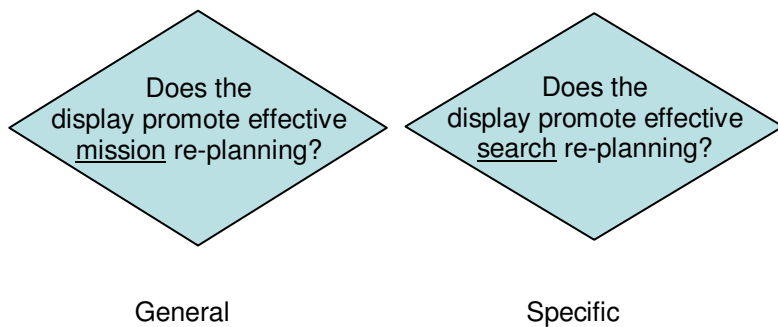 Does the
display promote effective
mission re-planning?
Does the
display promote effective
search re-planning?
General
Specific